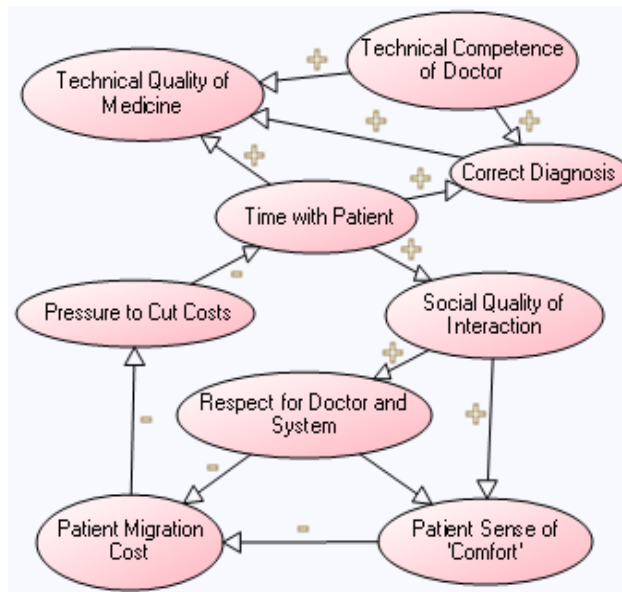 Technical Competence
of Doctor
+
Technical Quality of
Medicine
+
+
+
+
Correct Diagnosis
Time with Patient
+
-
Pressure to Cut Costs
Social Quality of
Interaction
+
Respect for Doctor and
System
+
-
-
Patient Migration
Cost
-
Patient Sense of
'Comfort'